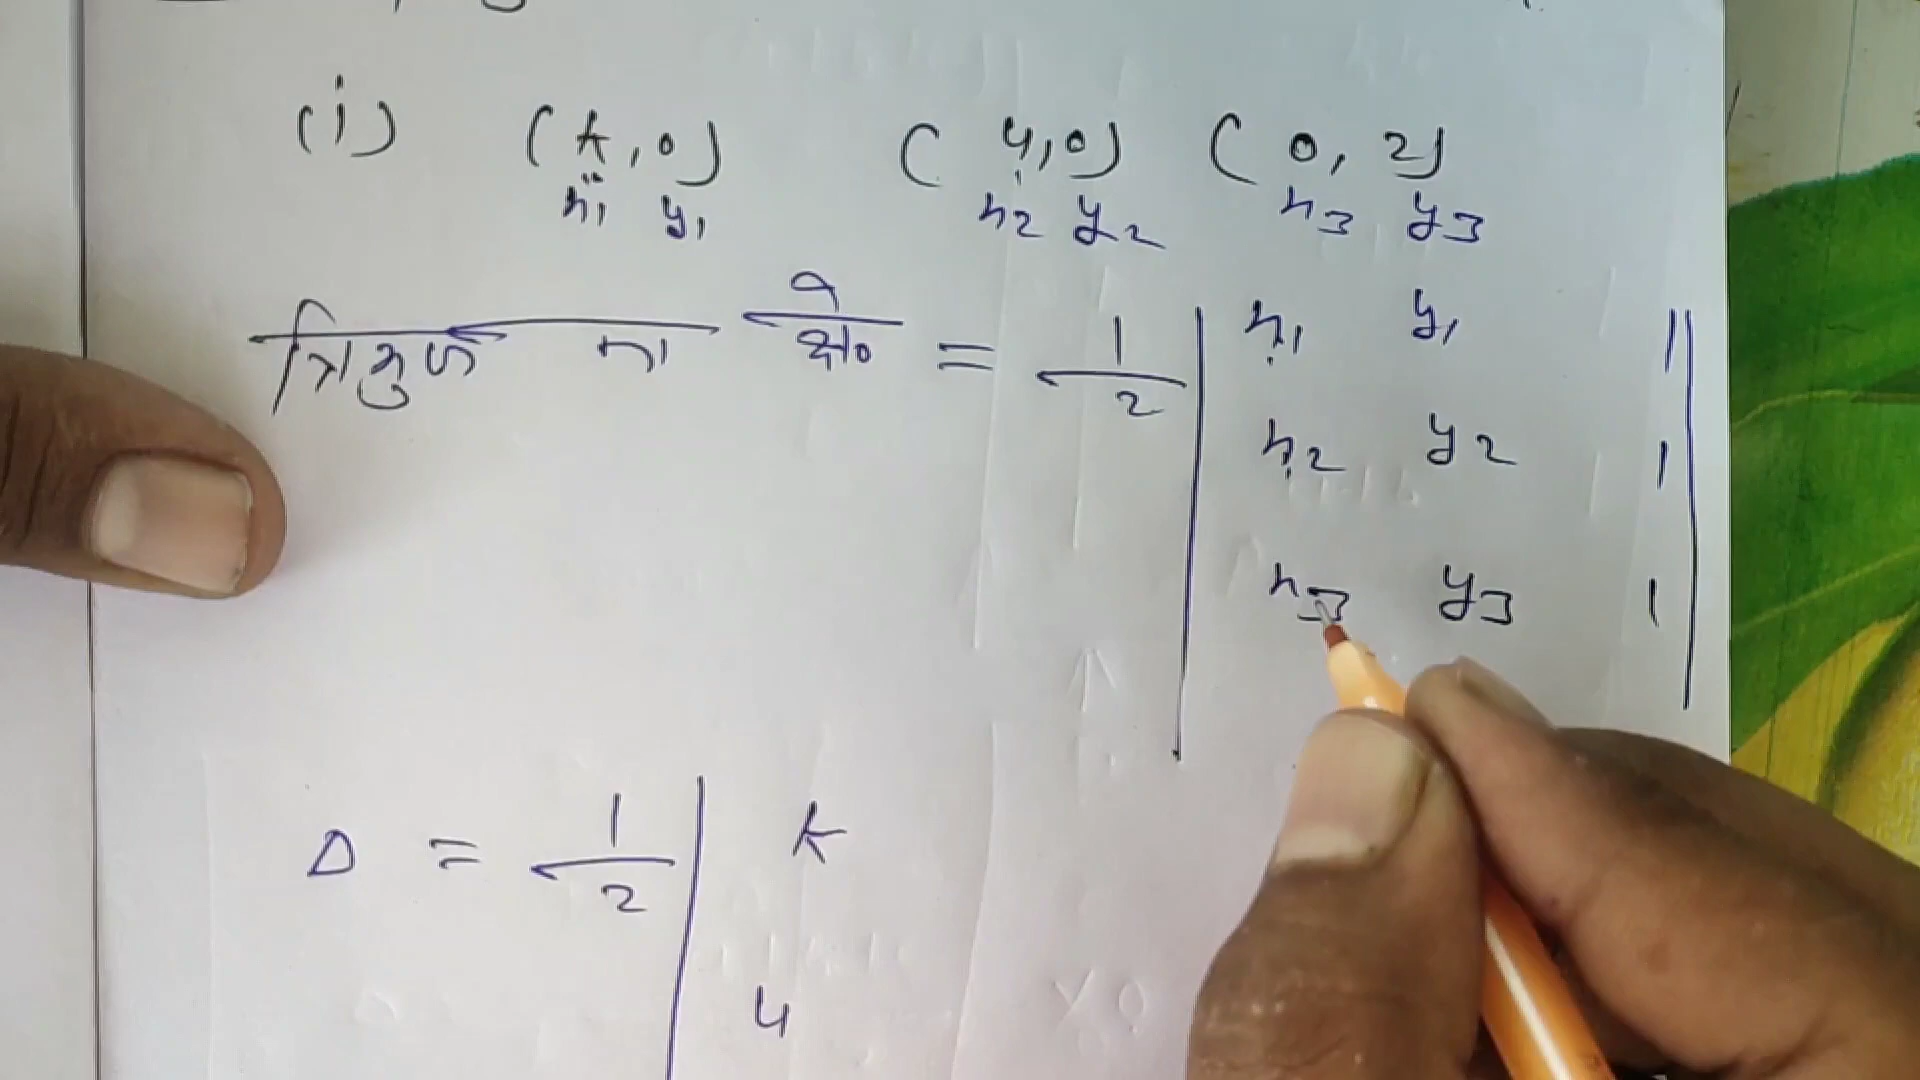 (i) (k, 0) (4, 0) (0, 2)
x1 y1 x2 y2 x3 y3
त्रिभुज का क्षे० = 1/2 | x1 y1 1 |
x2 y2 1
x3 y3 1
Δ = 1/2 | k
4